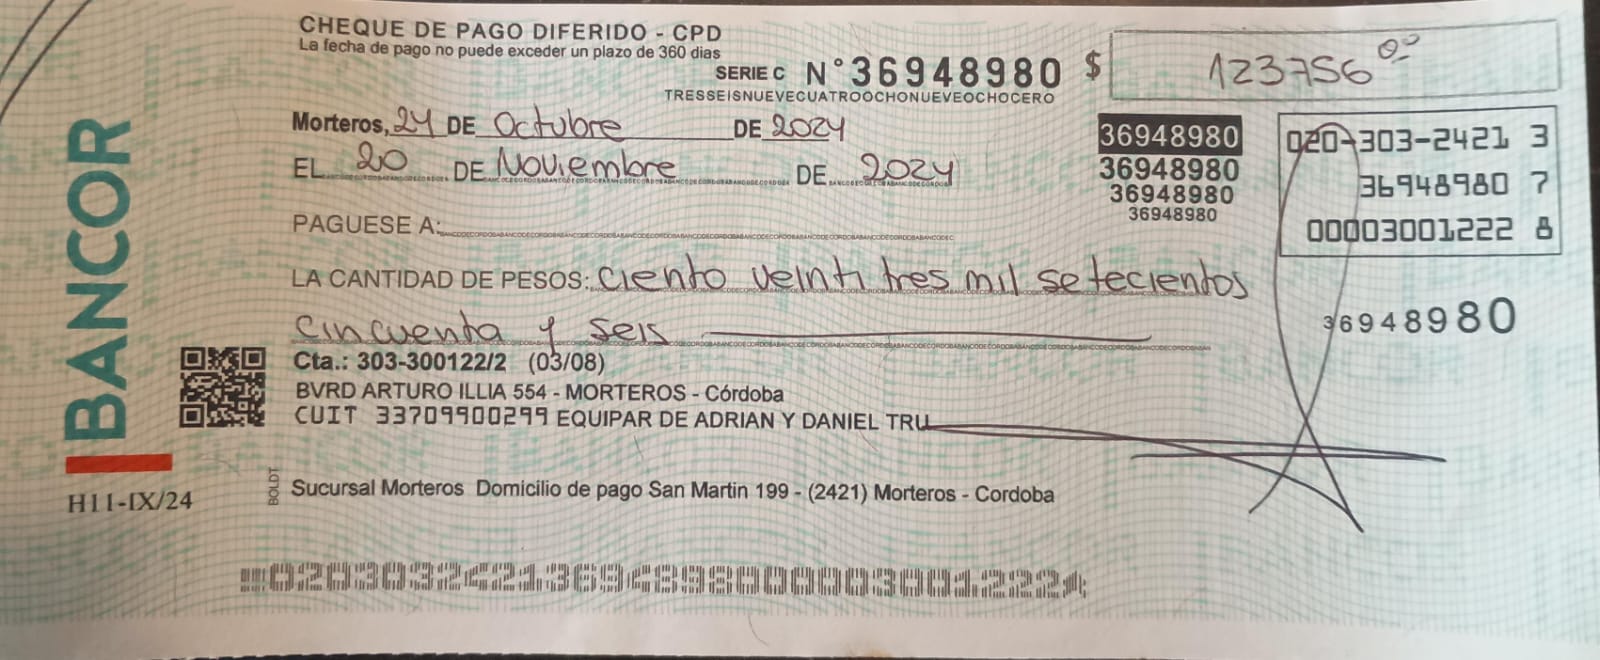 CHEQUE DE PAGO DIFERIDO - CPD
La fecha de pago no puede exceder un plazo de 360 dias
SERIE C N° 36948980
TRESSEISNUEVECUATROOCHONUEVEOCHOCERO
$ 123756 00
Morteros, 24 DE Octubre DE 2024
EL 20 DE Noviembre DE 2024
36948980
36948980
36948980
36948980
020-303-2421 3
36948980 7
00003001222 8
PAGUESE A:
LA CANTIDAD DE PESOS: ciento veinti tres mil setecientos
cincuenta y seis
36948980
Cta.: 303-300122/2 (03/08)
BVRD ARTURO ILLIA 554 - MORTEROS - Córdoba
CUIT 33709900299 EQUIPAR DE ADRIAN Y DANIEL TRU
BANCOR
H11-IX/24
BOLDT
Sucursal Morteros Domicilio de pago San Martin 199 - (2421) Morteros - Cordoba